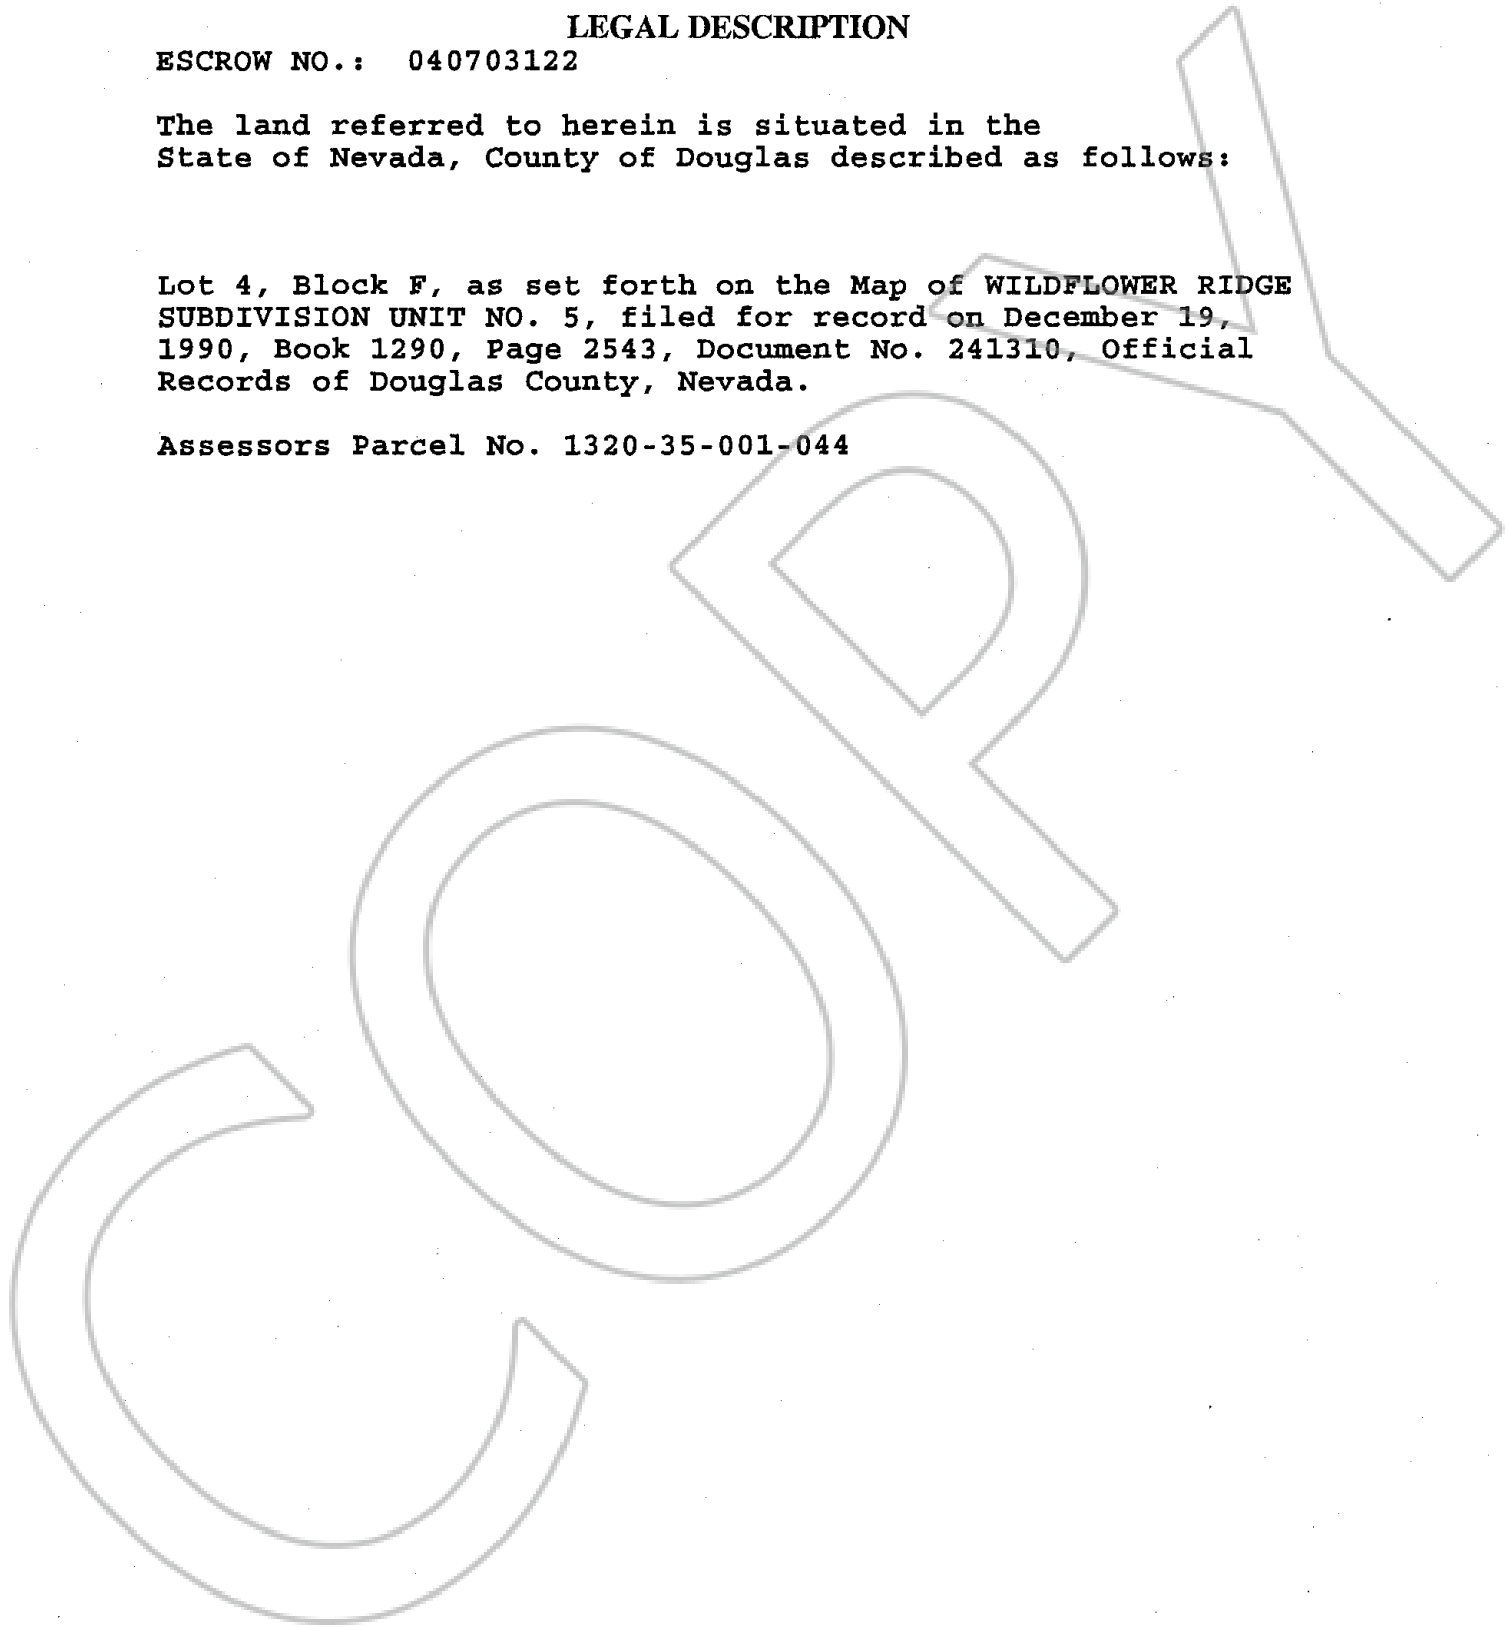 LEGAL DESCRIPTION
ESCROW NO.: 040703122
The land referred to herein is situated in the
State of Nevada, County of Douglas described as follows:
Lot 4, Block F, as set forth on the Map of WILDFLOWER RIDGE
SUBDIVISION UNIT NO. 5, filed for record on December 19,
1990, Book 1290, Page 2543, Document No. 241310, Official
Records of Douglas County, Nevada.
Assessors Parcel No. 1320-35-001-044
COPY